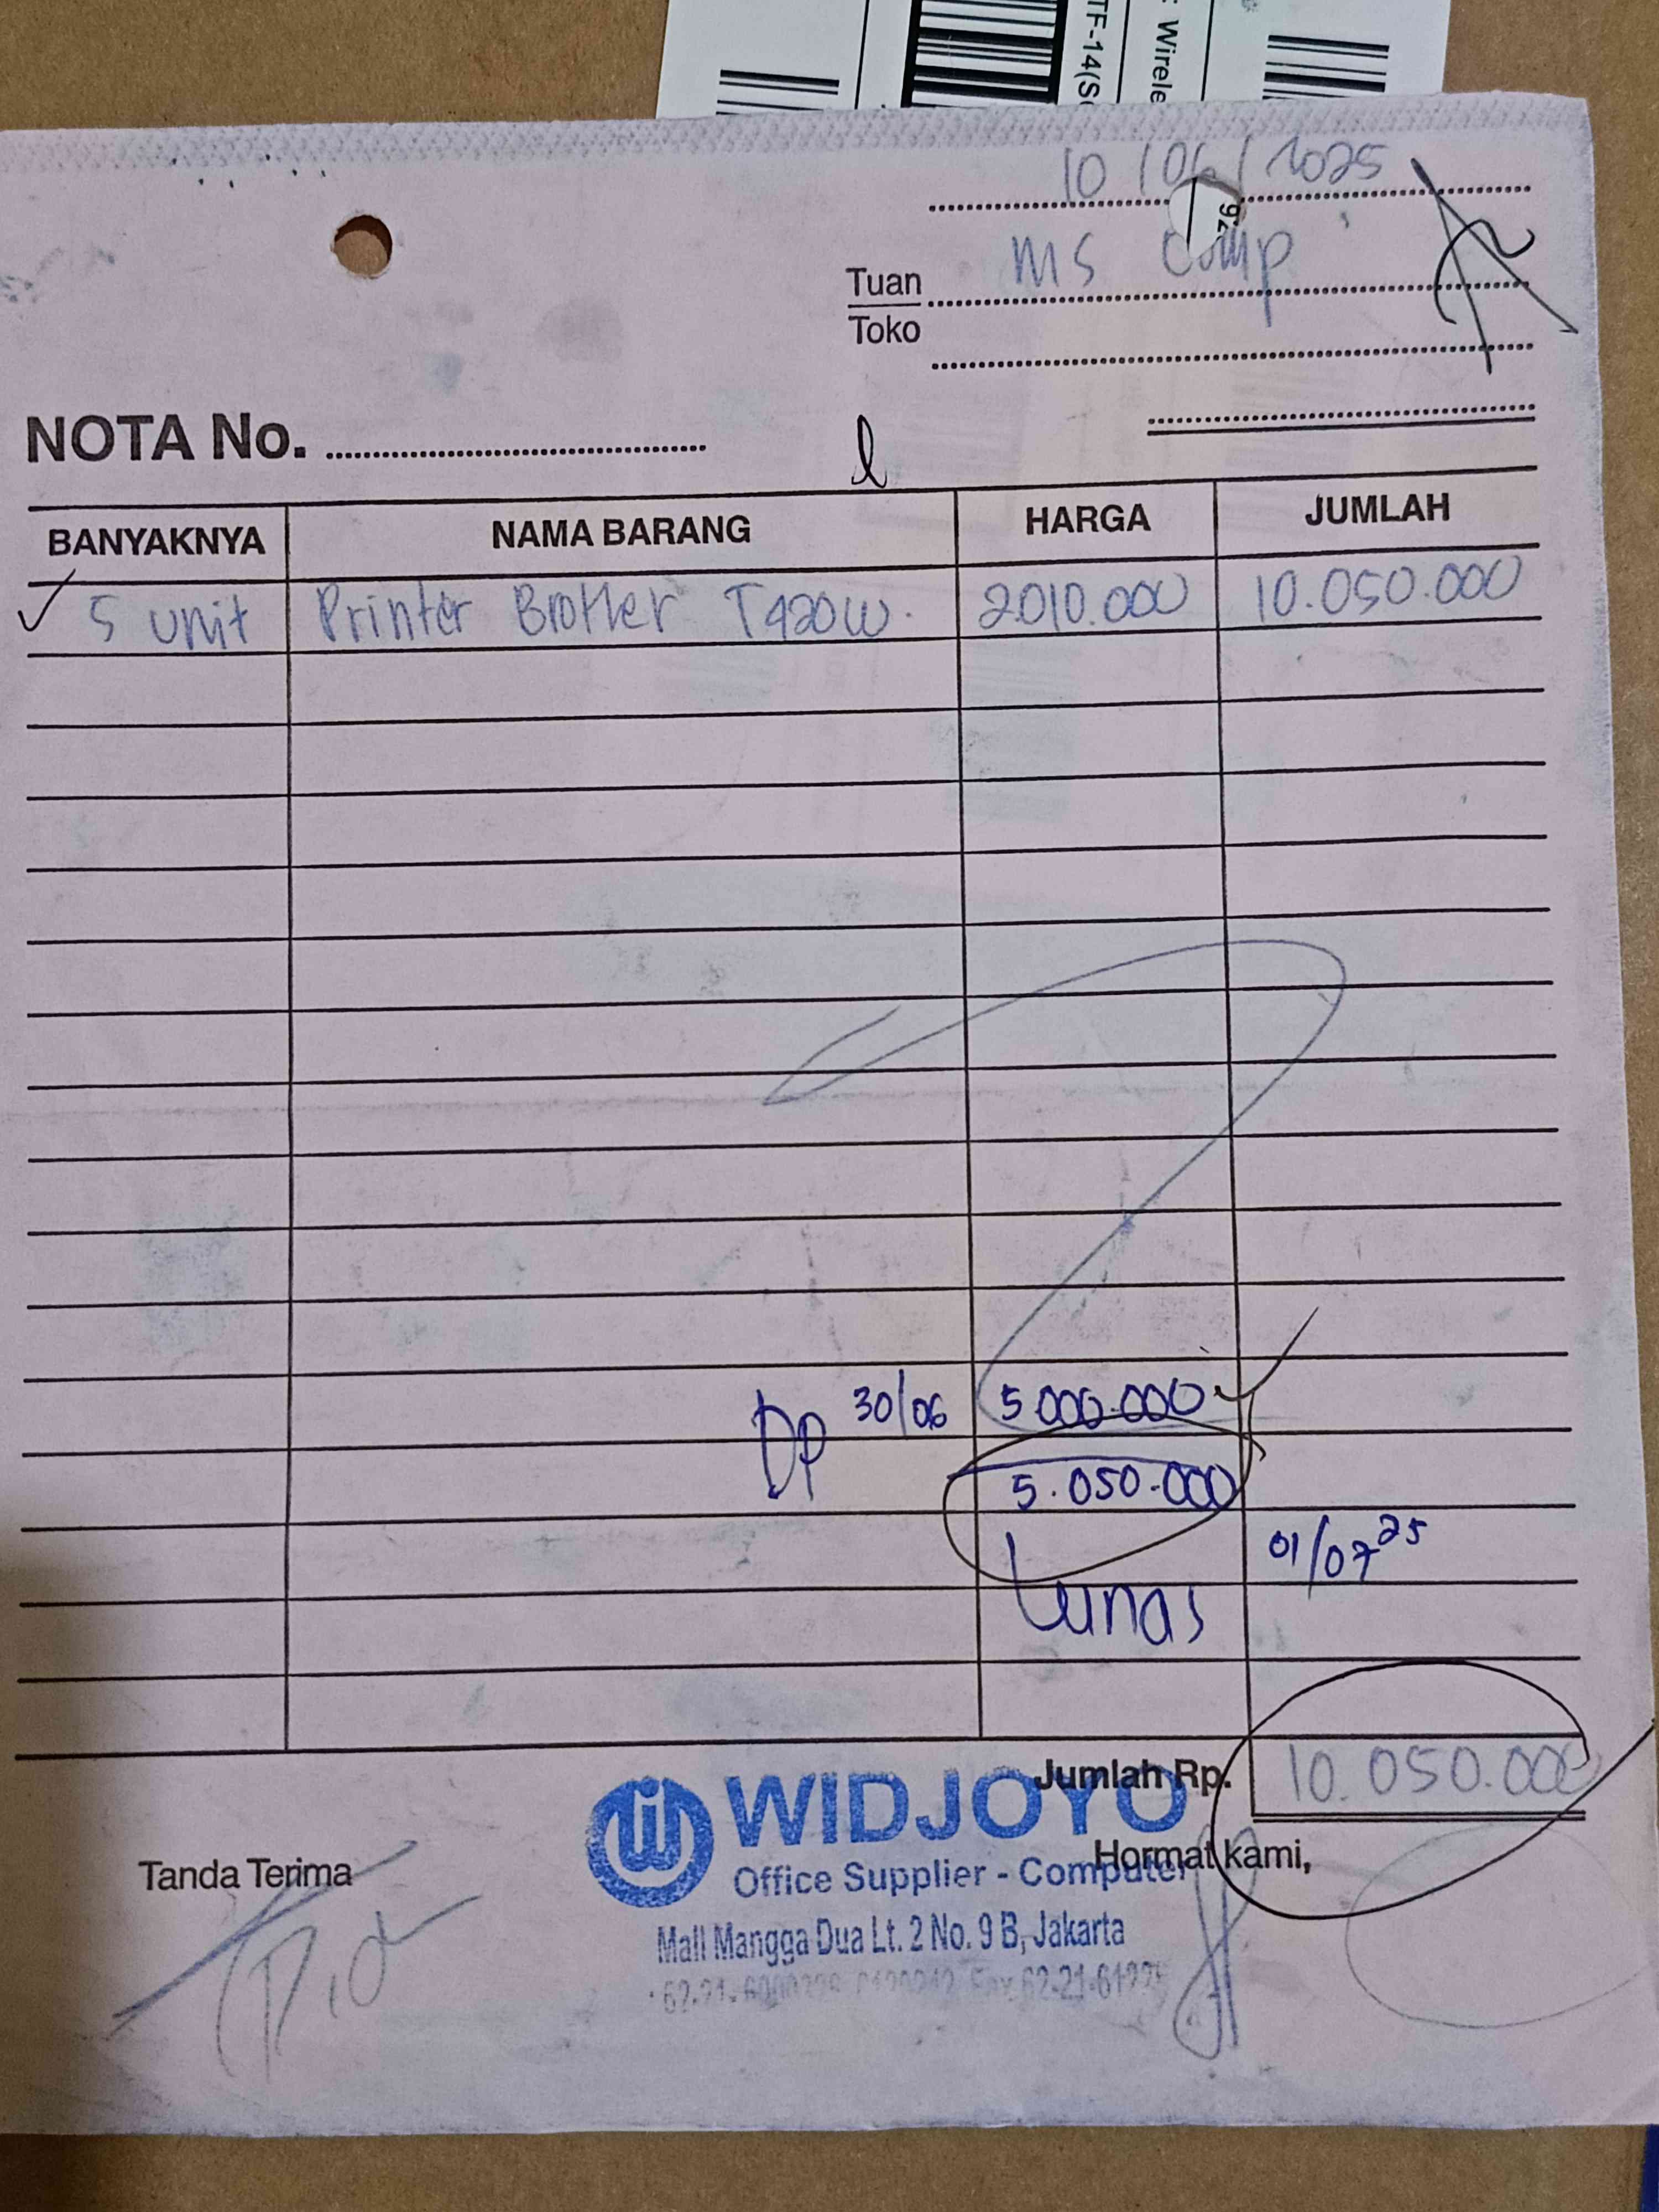 TF-14(S
: Wirele
10/06/2025
92
Tuan MS Comp
Toko
NOTA No.
BANYAKNYA NAMA BARANG HARGA JUMLAH
5 unit Printer Brother T420W. 2.010.000 10.050.000
DP 30/06 5.000.000
5.050.000
Lunas 01/07 25
Jumlah Rp. 10.050.000
WIDJOYO
Office Supplier - Computer
Hormat kami,
Tanda Terima
Mall Mangga Dua Lt. 2 No. 9 B, Jakarta